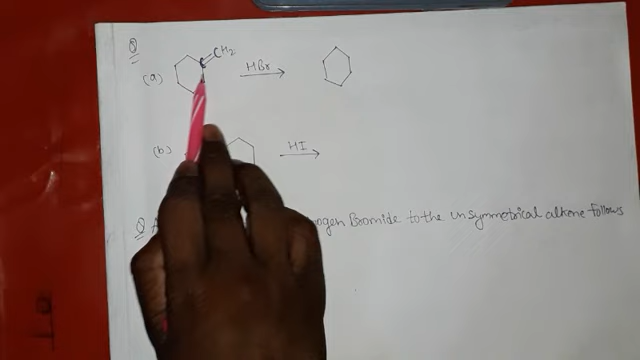 Q
(a) C=CH2 HBr
(b) HI
Q Bromide to the unsymmetrical alkene follows